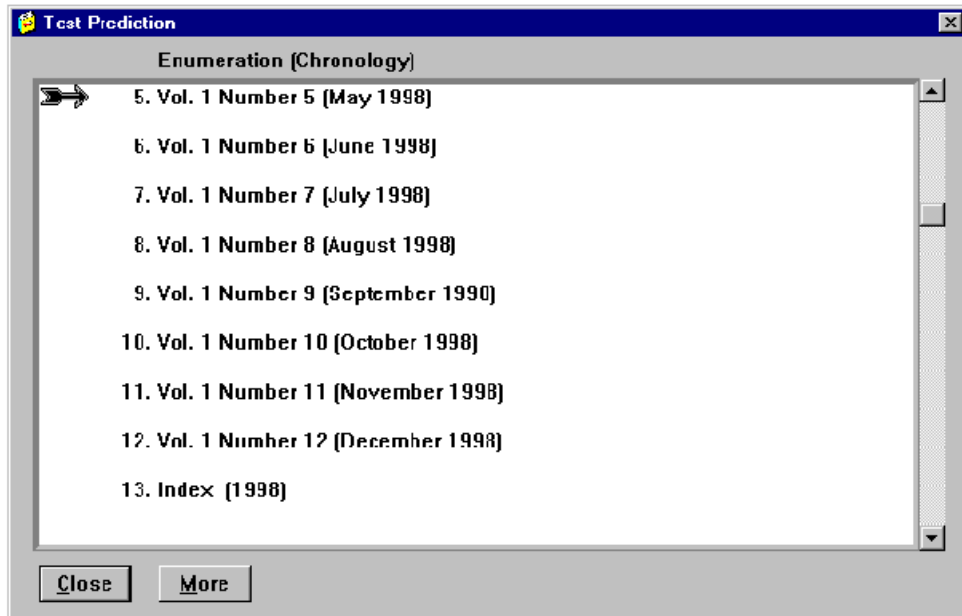 Test Prediction
Enumeration (Chronology)
5. Vol. 1 Number 5 (May 1998)
6. Vol. 1 Number 6 (June 1998)
7. Vol. 1 Number 7 (July 1998)
8. Vol. 1 Number 8 (August 1998)
9. Vol. 1 Number 9 (September 1990)
10. Vol. 1 Number 10 (October 1998)
11. Vol. 1 Number 11 (November 1998)
12. Vol. 1 Number 12 (December 1998)
13. Index (1998)
Close More